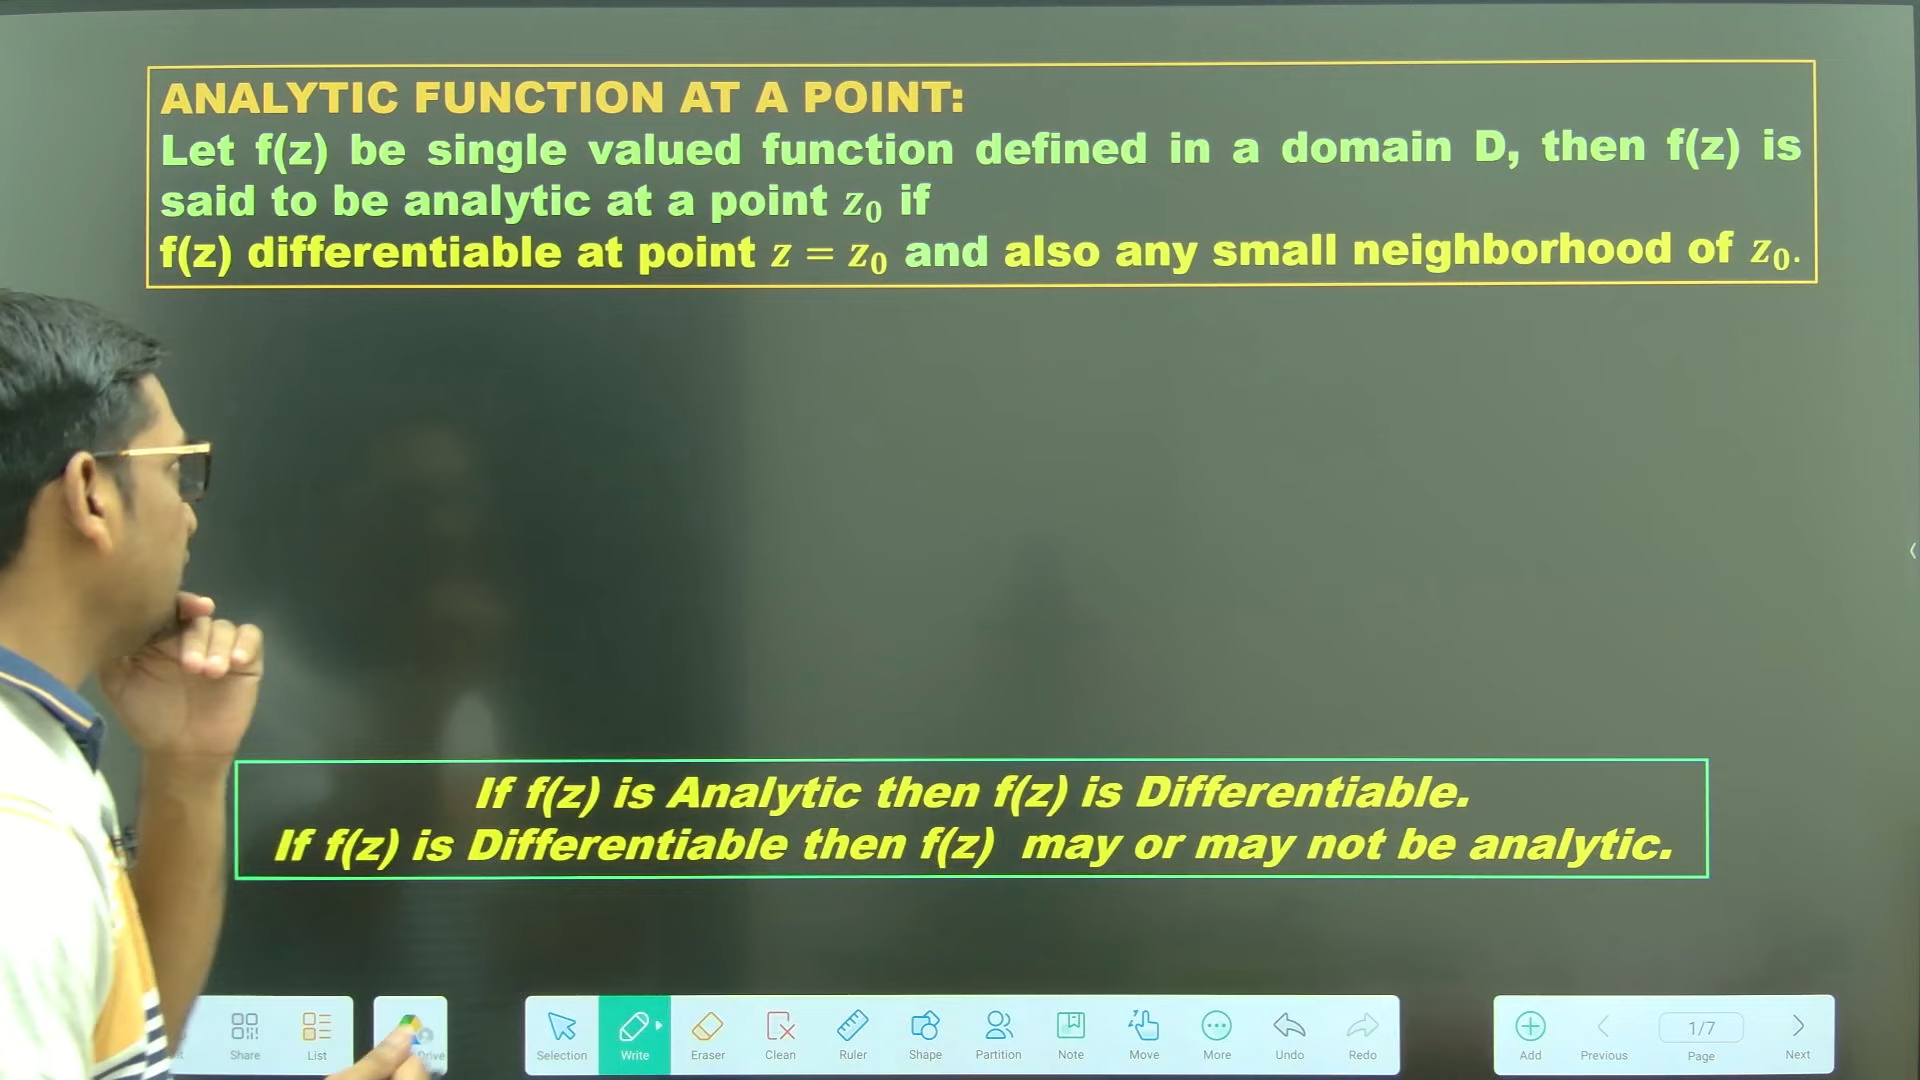 ANALYTIC FUNCTION AT A POINT:
Let f(z) be single valued function defined in a domain D, then f(z) is
said to be analytic at a point z₀ if
f(z) differentiable at point z = z₀ and also any small neighborhood of z₀.
If f(z) is Analytic then f(z) is Differentiable.
If f(z) is Differentiable then f(z) may or may not be analytic.
Share List Drive Selection Write Eraser Clean Ruler Shape Partition Note Move More Undo Redo Add Previous 1/7 Page Next